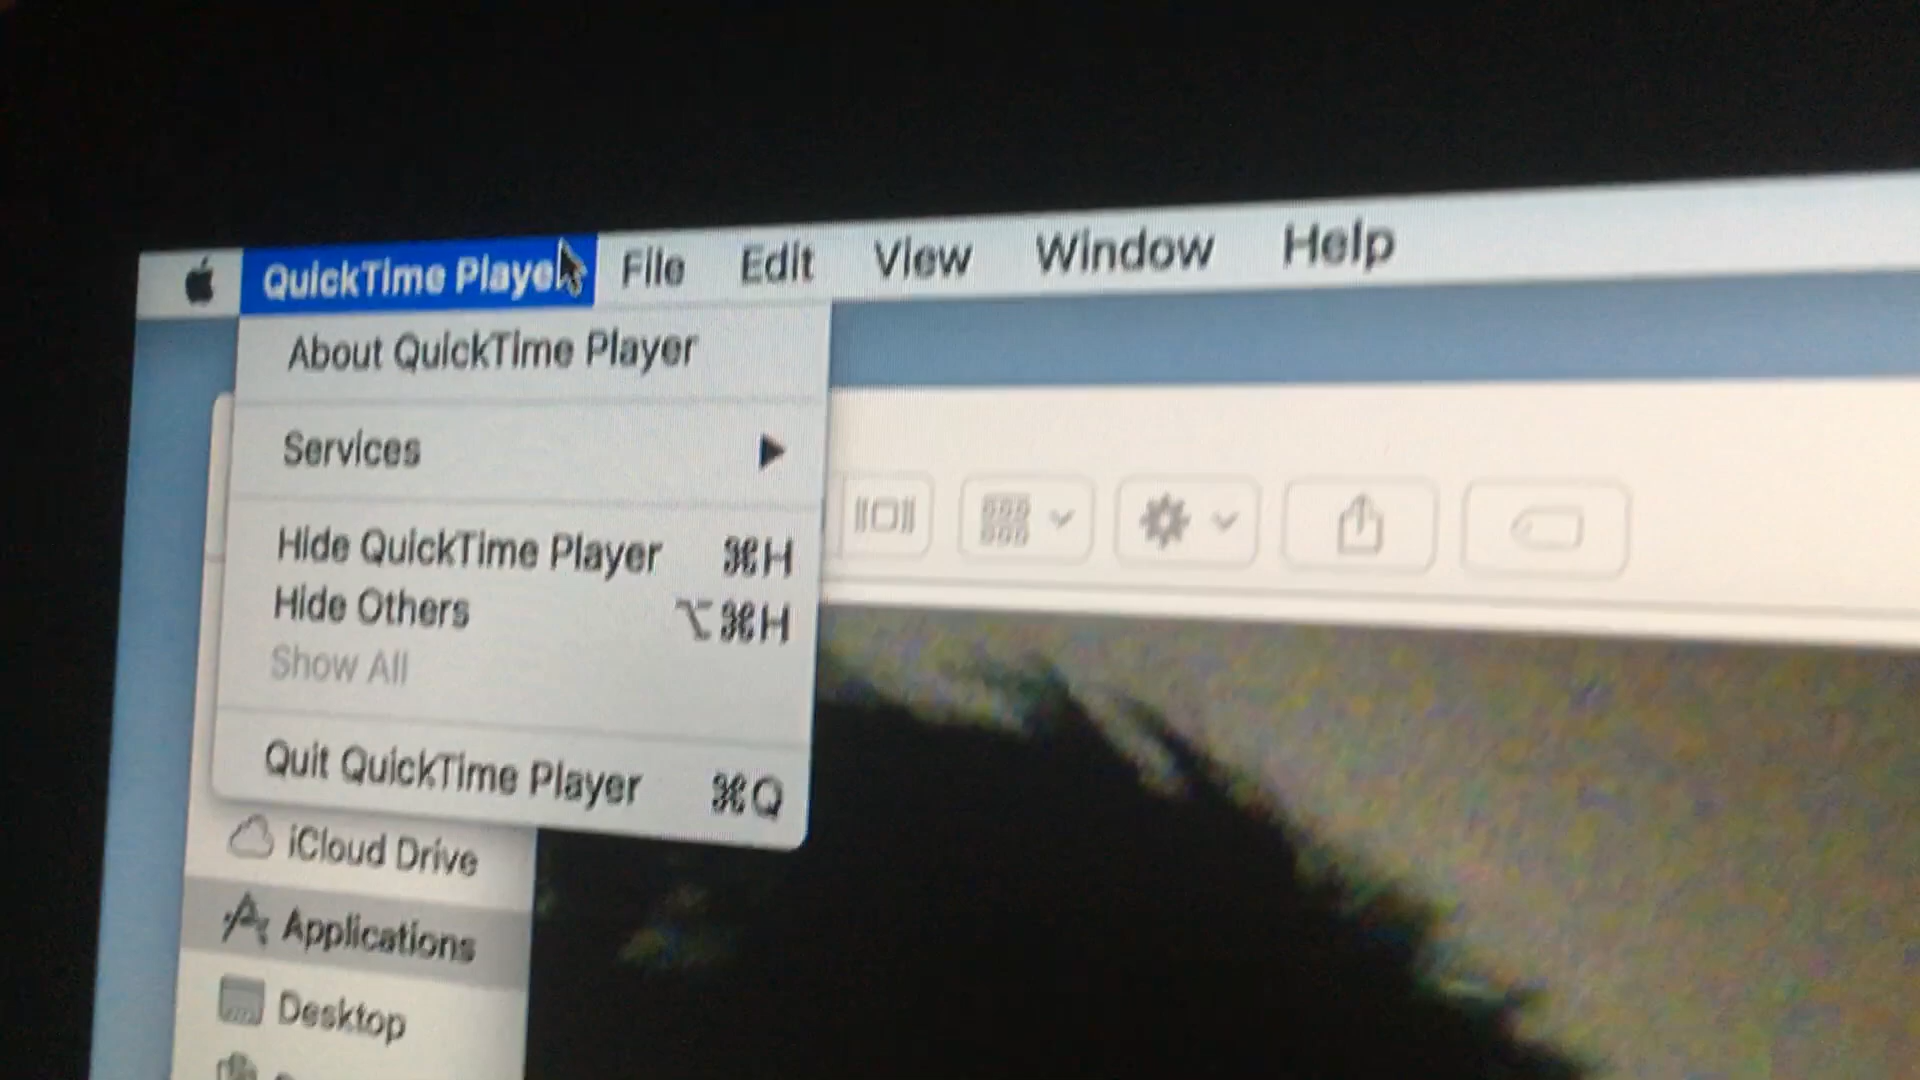 QuickTime Player File Edit View Window Help
About QuickTime Player
Services
Hide QuickTime Player ⌘H
Hide Others ⌥⌘H
Show All
Quit QuickTime Player ⌘Q
iCloud Drive
Applications
Desktop